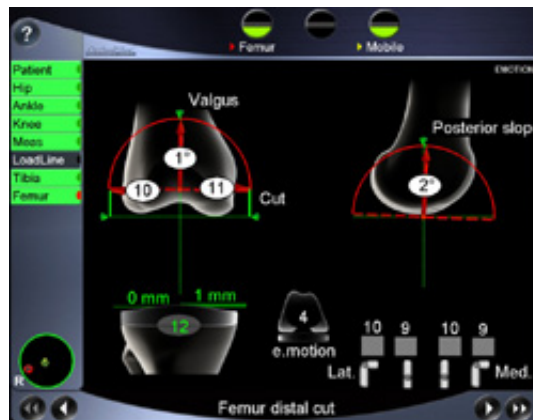 ?
Femur
Mobile
EMOTION
Patient
Hip
Ankle
Knee
Meas
LoadLine
Tibia
Femur
Valgus
1°
10
11
Cut
Posterior slop
2°
0 mm
1 mm
12
4
e.motion
10 9 10 9
Lat.
Med.
R
Femur distal cut